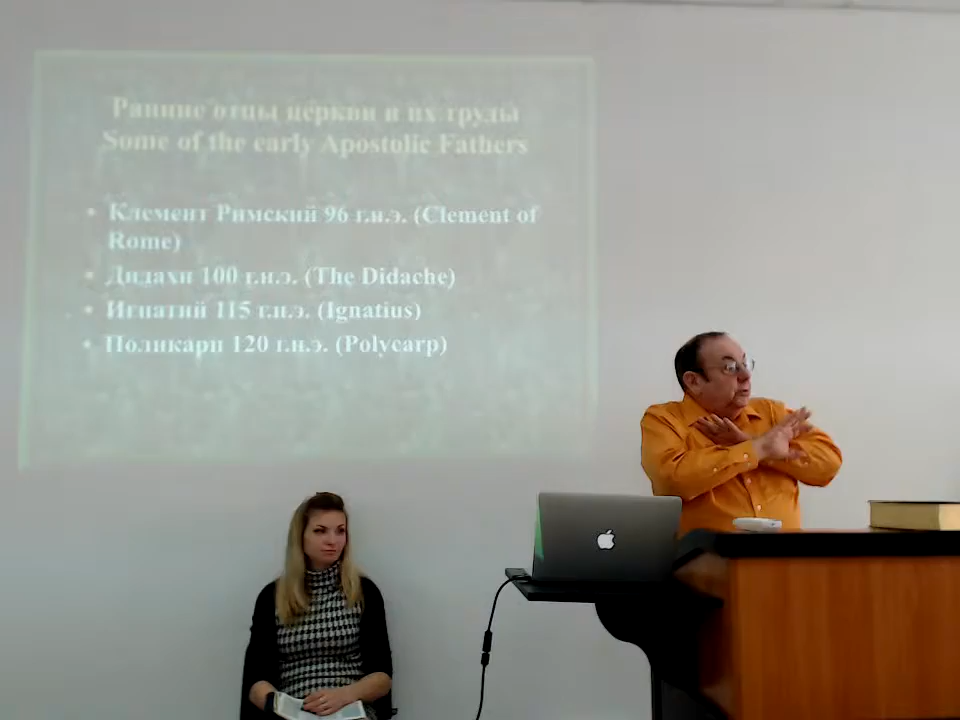 Ранние отцы церкви и их труды
Some of the early Apostolic Fathers
• Клемент Римский 96 г.н.э. (Clement of
Rome)
• Дидахи 100 г.н.э. (The Didache)
• Игнатий 115 г.н.э. (Ignatius)
• Поликарп 120 г.н.э. (Polycarp)